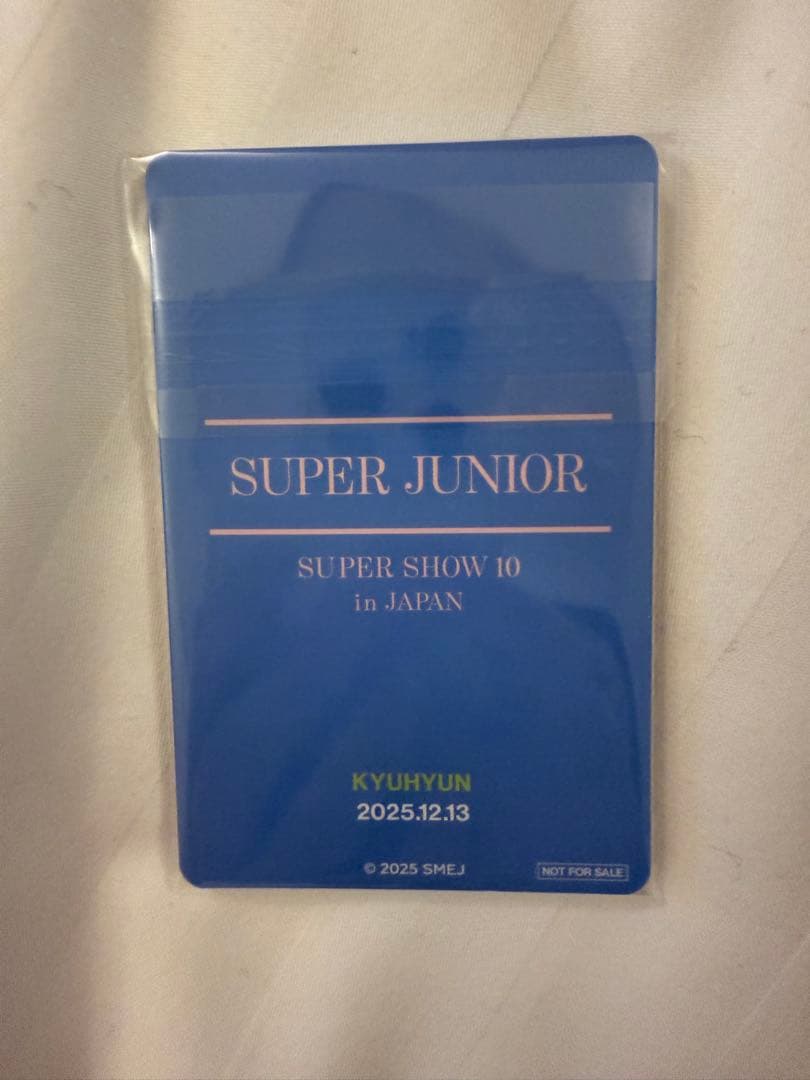 SUPER JUNIOR
SUPER SHOW 10
in JAPAN
KYUHYUN
2025.12.13
© 2025 SMEJ
NOT FOR SALE